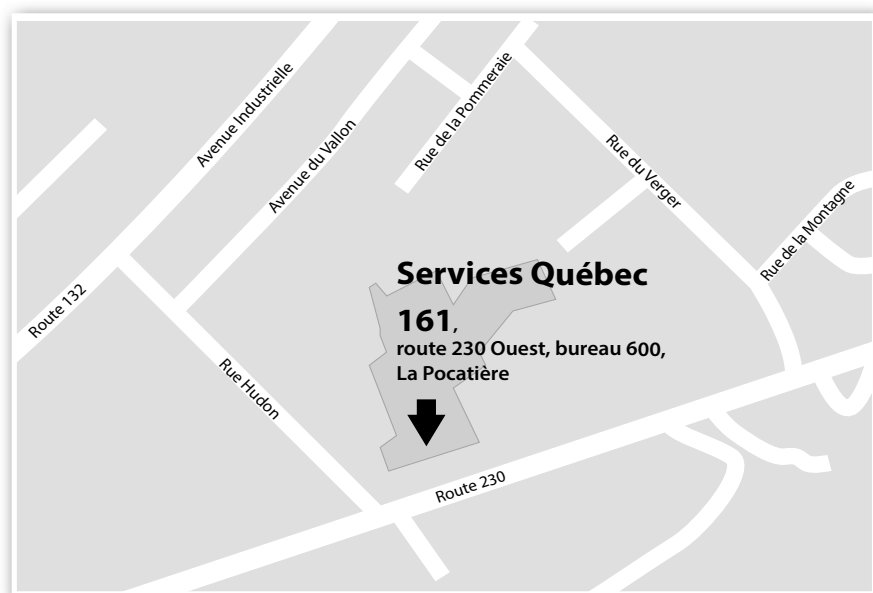 Avenue Industrielle
Avenue du Vallon
Rue de la Pommeraie
Rue du Verger
Rue de la Montagne
Services Québec
161,
route 230 Ouest, bureau 600,
La Pocatière
Route 132
Rue Hudon
Route 230